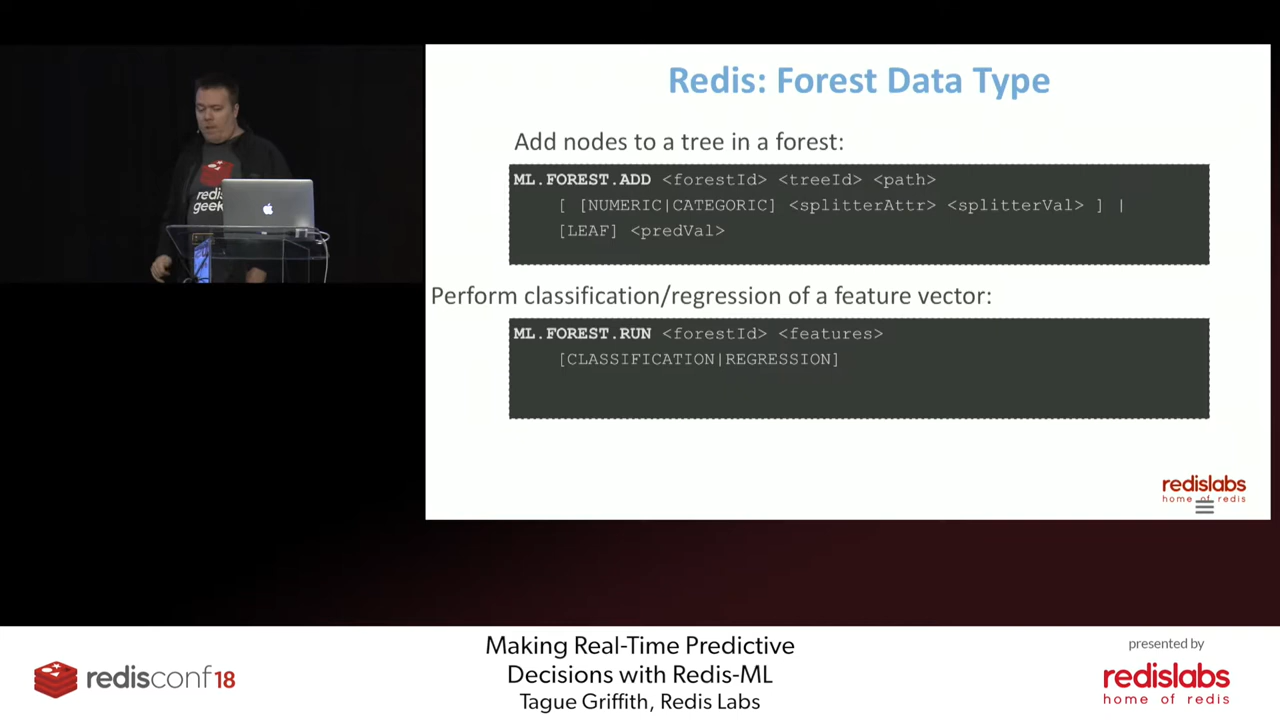 redis
geek
Redis: Forest Data Type
Add nodes to a tree in a forest:
ML.FOREST.ADD <forestId> <treeId> <path>
[ [NUMERIC|CATEGORIC] <splitterAttr> <splitterVal> ] |
[LEAF] <predVal>
Perform classification/regression of a feature vector:
ML.FOREST.RUN <forestId> <features>
[CLASSIFICATION|REGRESSION]
redislabs
home of redis
redisconf 18
Making Real-Time Predictive
Decisions with Redis-ML
Tague Griffith, Redis Labs
presented by
redislabs
home of redis